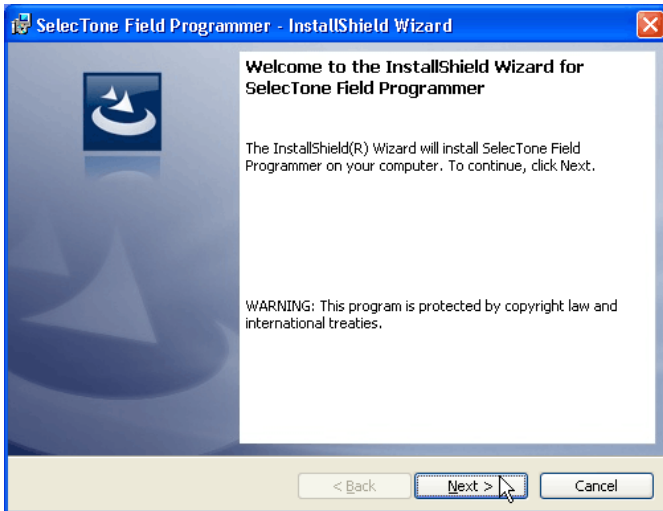 SelecTone Field Programmer - InstallShield Wizard
Welcome to the InstallShield Wizard for
SelecTone Field Programmer
The InstallShield(R) Wizard will install SelecTone Field
Programmer on your computer. To continue, click Next.
WARNING: This program is protected by copyright law and
international treaties.
< Back
Next >
Cancel